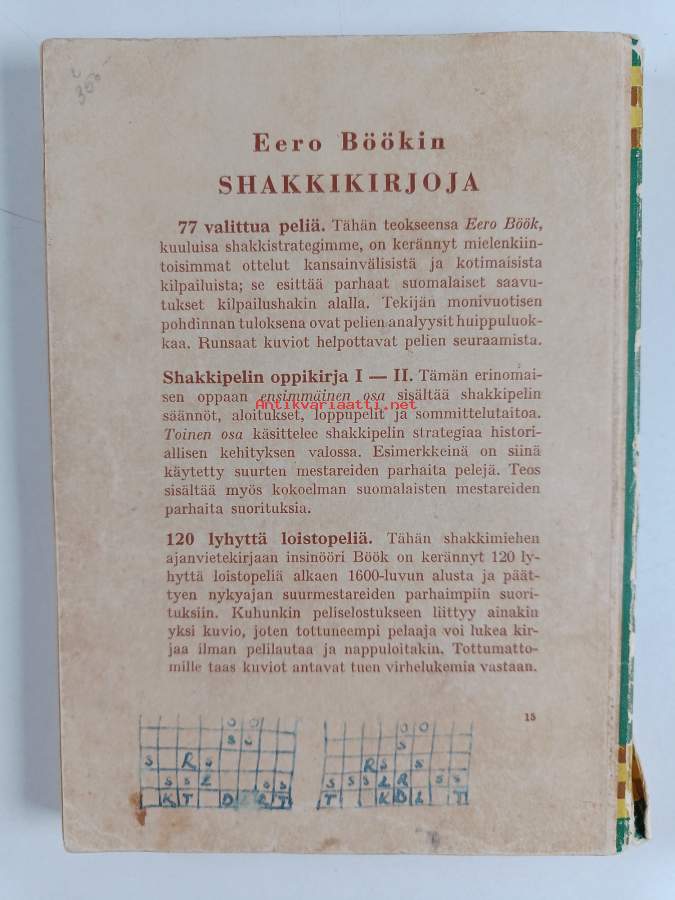 Eero Böökin
SHAKKIKIRJOJA
77 valittua peliä. Tähän teokseensa Eero Böök,
kuuluisa shakkistrategimme, on kerännyt mielenkiin-
toisimmat ottelut kansainvälisistä ja kotimaisista
kilpailuista; se esittää parhaat suomalaiset saavu-
tukset kilpailushakin alalla. Tekijän monivuotisen
pohdinnan tuloksena ovat pelien analyysit huippuluok-
kaa. Runsaat kuviot helpottavat pelien seuraamista.
Shakkipelin oppikirja I — II. Tämän erinomai-
sen oppaan ensimmäinen osa sisältää shakkipelin
Antikvariaatti.net
säännöt, aloitukset, loppupelit ja sommittelutaitoa.
Toinen osa käsittelee shakkipelin strategiaa histori-
allisen kehityksen valossa. Esimerkkeinä on siinä
käytetty suurten mestareiden parhaita pelejä. Teos
sisältää myös kokoelman suomalaisten mestareiden
parhaita suorituksia.
120 lyhyttä loistopeliä. Tähän shakkimiehen
ajanvietekirjaan insinööri Böök on kerännyt 120 ly-
hyttä loistopeliä alkaen 1600-luvun alusta ja päät-
tyen nykyajan suurmestareiden parhaimpiin suori-
tuksiin. Kuhunkin peliselostukseen liittyy ainakin
yksi kuvio, joten tottuneempi pelaaja voi lukea kir-
jaa ilman pelilautaa ja nappuloitakin. Tottumatto-
mille taas kuviot antavat tuen virhelukemia vastaan.
15